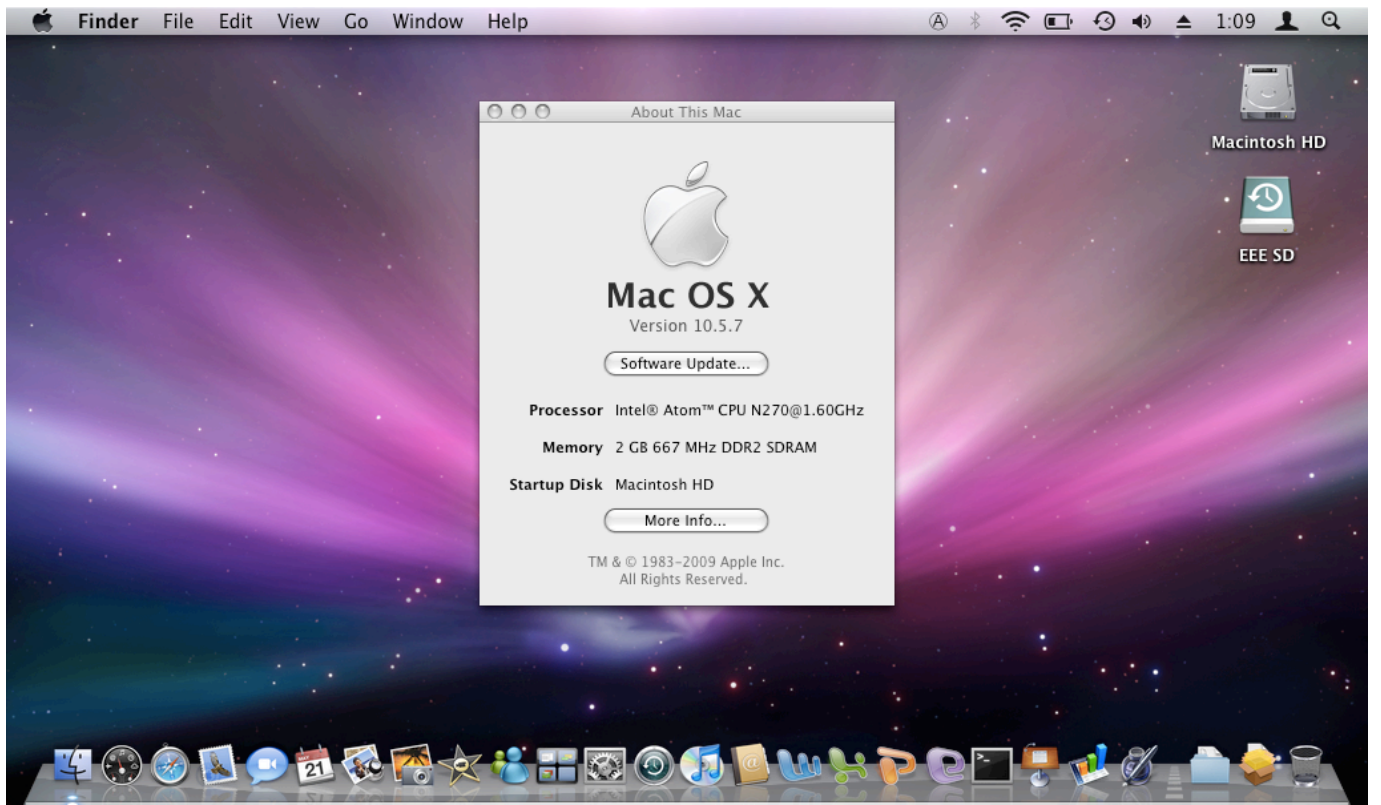 Finder File Edit View Go Window Help 1:09
Macintosh HD
EEE SD
About This Mac
Mac OS X
Version 10.5.7
Software Update...
Processor Intel® Atom™ CPU N270@1.60GHz
Memory 2 GB 667 MHz DDR2 SDRAM
Startup Disk Macintosh HD
More Info...
TM & © 1983–2009 Apple Inc.
All Rights Reserved.
21